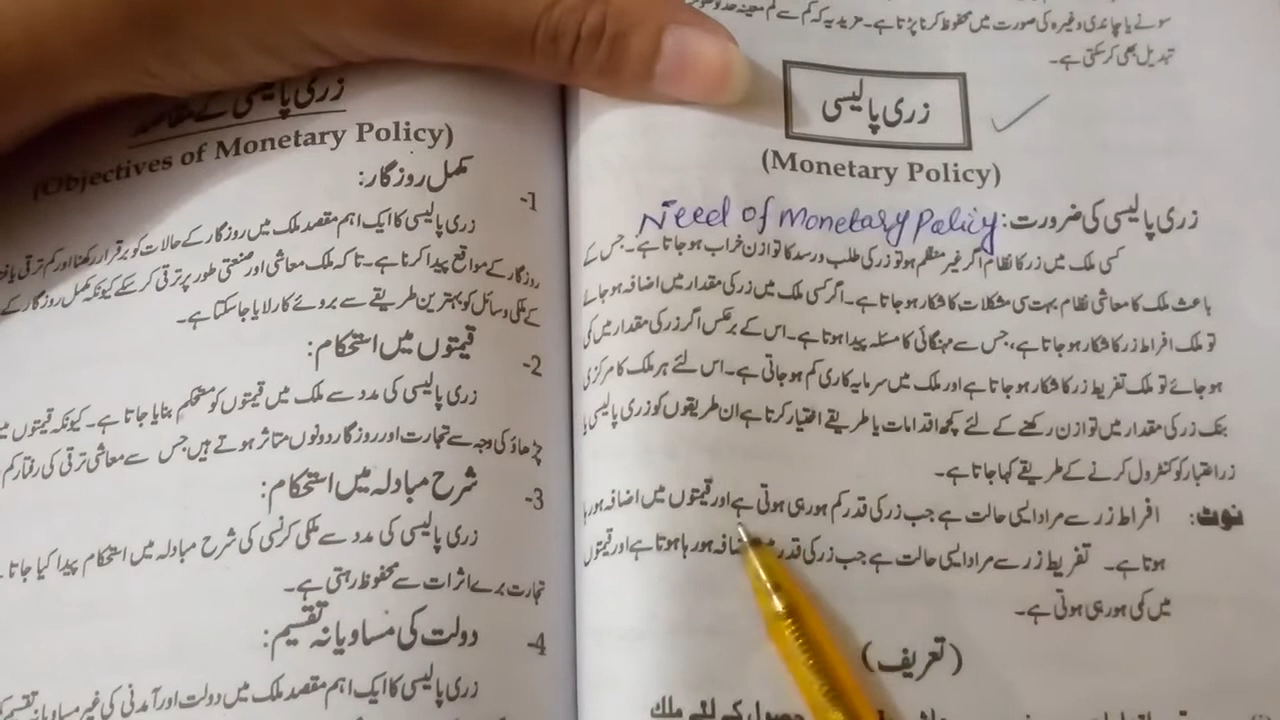 سونے یا چاندی وغیرہ کی صورت میں محفوظ کرنا پڑتا ہے۔ مزید یہ کہ کم سے کم معینہ
تبدیل بھی کر سکتی ہے۔
زری پالیسی
(Monetary Policy)
زری پالیسی کی ضرورت: Need of Monetary Policy
کسی ملک میں زر کا نظام اگر غیر منظم ہو تو زر کی طلب و رسد کا توازن خراب ہو جاتا ہے۔ جس کے
باعث ملک کا معاشی نظام بہت سی مشکلات کا شکار ہو جاتا ہے۔ اگر کسی ملک میں زر کی مقدار میں اضافہ ہو جائے
تو ملک افراط زر کا شکار ہو جاتا ہے، جس سے مہنگائی کا مسئلہ پیدا ہوتا ہے۔ اس کے برعکس اگر زر کی مقدار میں کمی
ہو جائے تو ملک تفریط زر کا شکار ہو جاتا ہے اور ملک میں سرمایہ کاری کم ہو جاتی ہے۔ اس لئے ہر ملک کا مرکزی
بنک زر کی مقدار میں توازن رکھنے کے لئے کچھ اقدامات یا طریقے اختیار کرتا ہے ان طریقوں کو زری پالیسی یا
زر اعتبار کو کنٹرول کرنے کے طریقے کہا جاتا ہے۔
نوٹ: افراط زر سے مراد ایسی حالت ہے جب زر کی قدر کم ہو رہی ہوتی ہے اور قیمتوں میں اضافہ ہو رہا
ہوتا ہے۔ تفریط زر سے مراد ایسی حالت ہے جب زر کی قدر میں اضافہ ہو رہا ہوتا ہے اور قیمتوں
میں کمی ہو رہی ہوتی ہے۔
(تعریف)
حصول کے لئے ملک
زری پالیسی کے مقاصد
(Objectives of Monetary Policy)
1- مکمل روزگار:
زری پالیسی کا ایک اہم مقصد ملک میں روزگار کے حالات کو برقرار رکھنا اور کم ترقی یافتہ
روزگار کے مواقع پیدا کرنا ہے۔ تا کہ ملک معاشی اور صنعتی طور پر ترقی کر سکے کیونکہ مکمل روزگار کے
کے ملکی وسائل کو بہترین طریقے سے بروئے کار لایا جا سکتا ہے۔
2- قیمتوں میں استحکام:
زری پالیسی کی مدد سے ملک میں قیمتوں کو مستحکم بنایا جاتا ہے۔ کیونکہ قیمتوں میں
چڑھاؤ کی وجہ سے تجارت اور روزگار دونوں متاثر ہوتے ہیں جس سے معاشی ترقی کی رفتار کم
3- شرح مبادلہ میں استحکام:
زری پالیسی کی مدد سے ملکی کرنسی کی شرح مبادلہ میں استحکام پیدا کیا جاتا
تجارت برے اثرات سے محفوظ رہتی ہے۔
4- دولت کی مساویانہ تقسیم:
زری پالیسی کا ایک اہم مقصد ملک میں دولت اور آمدنی کی غیر مساویانہ تقسیم